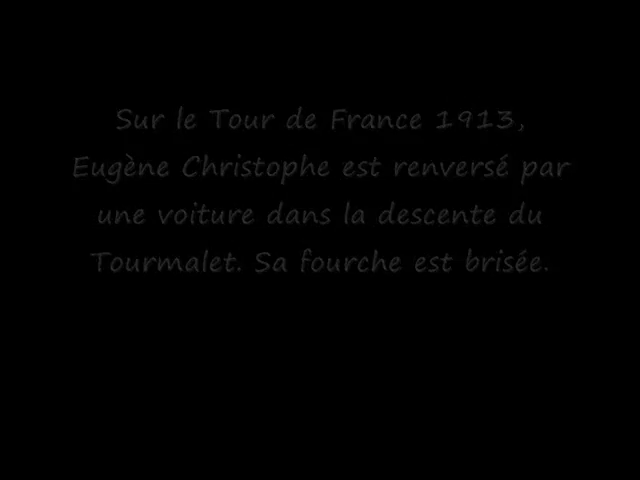 Sur le Tour de France 1913,
Eugène Christophe est renversé par
une voiture dans la descente du
Tourmalet. Sa fourche est brisée.